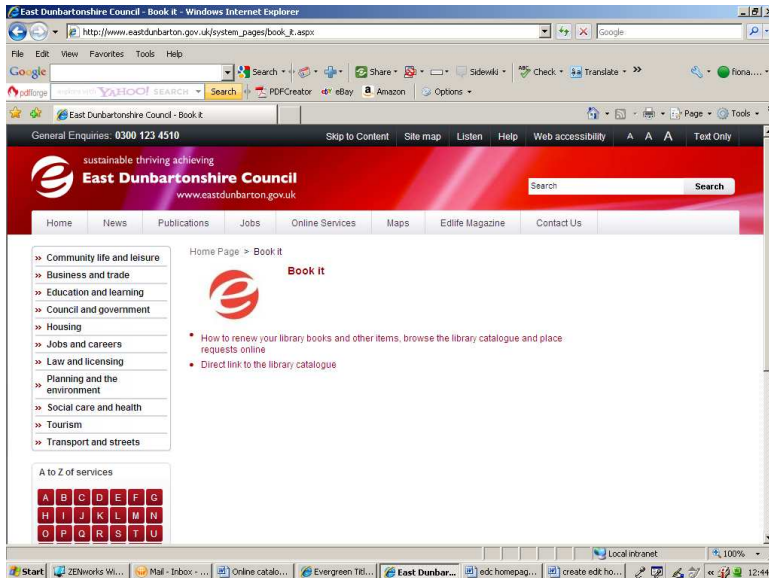 East Dunbartonshire Council - Book it - Windows Internet Explorer
http://www.eastdunbarton.gov.uk/system_pages/book_it.aspx
Google
File Edit View Favorites Tools Help
Google Search Share Sidewiki Check Translate » fiona....
pdfforge YAHOO! SEARCH Search PDFCreator eBay Amazon Options
East Dunbartonshire Council - Book it Page Tools
General Enquiries: 0300 123 4510 Skip to Content Site map Listen Help Web accessibility A A A Text Only
sustainable thriving achieving
East Dunbartonshire Council
www.eastdunbarton.gov.uk
Search Search
Home News Publications Jobs Online Services Maps Edlife Magazine Contact Us
Home Page > Book it
Book it
» Community life and leisure
» Business and trade
» Education and learning
» Council and government
» Housing
» Jobs and careers
» Law and licensing
» Planning and the
environment
» Social care and health
» Tourism
» Transport and streets
• How to renew your library books and other items, browse the library catalogue and place
requests online
• Direct link to the library catalogue
A to Z of services
A B C D E F G
H I J K L M N
O P Q R S T U
Local intranet 100%
Start ZENworks Wi... Mail - Inbox - ... Online catalo... Evergreen Titl... East Dunbar... edc homepag... create edit ho... « 12:44